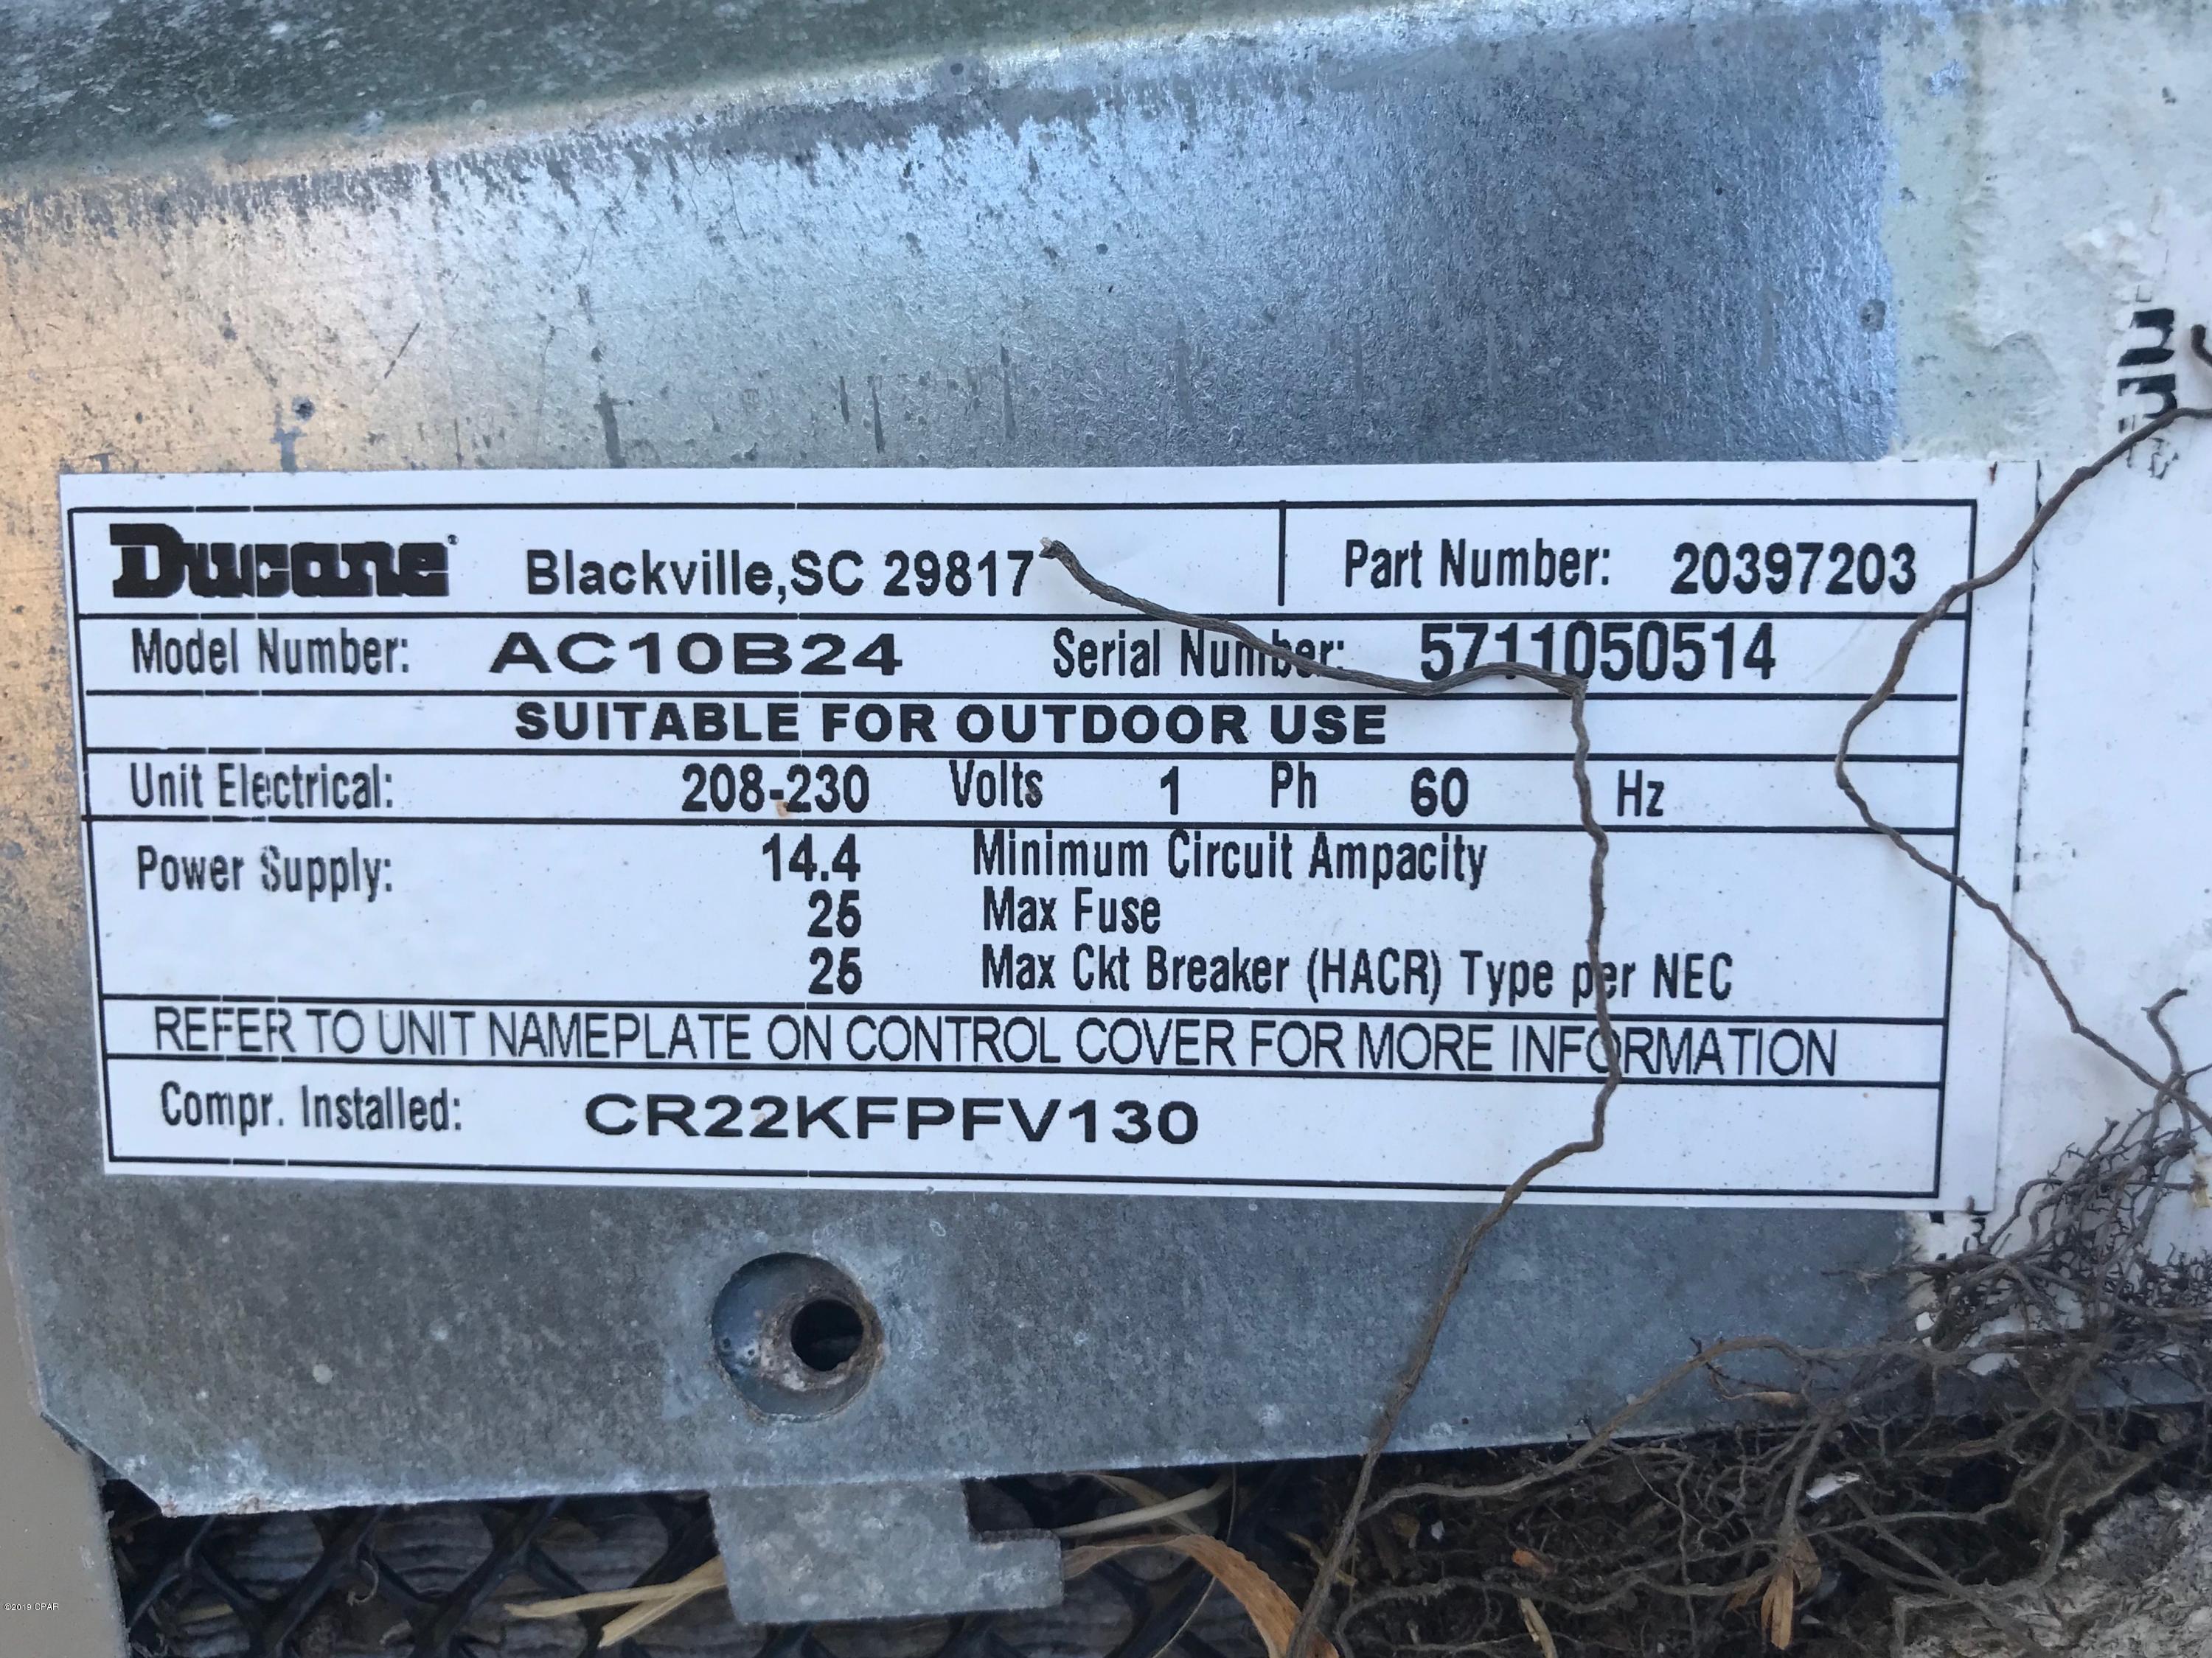 Ducane Blackville,SC 29817 Part Number: 20397203
Model Number: AC10B24 Serial Number: 5711050514
SUITABLE FOR OUTDOOR USE
Unit Electrical: 208-230 Volts 1 Ph 60 Hz
Power Supply: 14.4 Minimum Circuit Ampacity
25 Max Fuse
25 Max Ckt Breaker (HACR) Type per NEC
REFER TO UNIT NAMEPLATE ON CONTROL COVER FOR MORE INFORMATION
Compr. Installed: CR22KFPFV130
©2019 CPAR